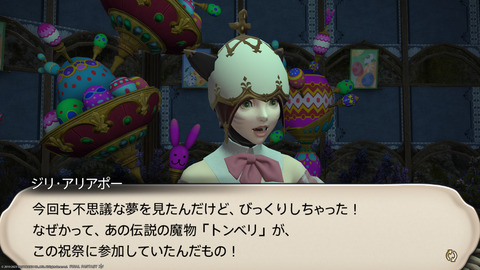 ジリ・アリアポー
今回も不思議な夢を見たんだけど、びっくりしちゃった！
なぜかって、あの伝説の魔物「トンベリ」が、
この祝祭に参加していたんだもの！